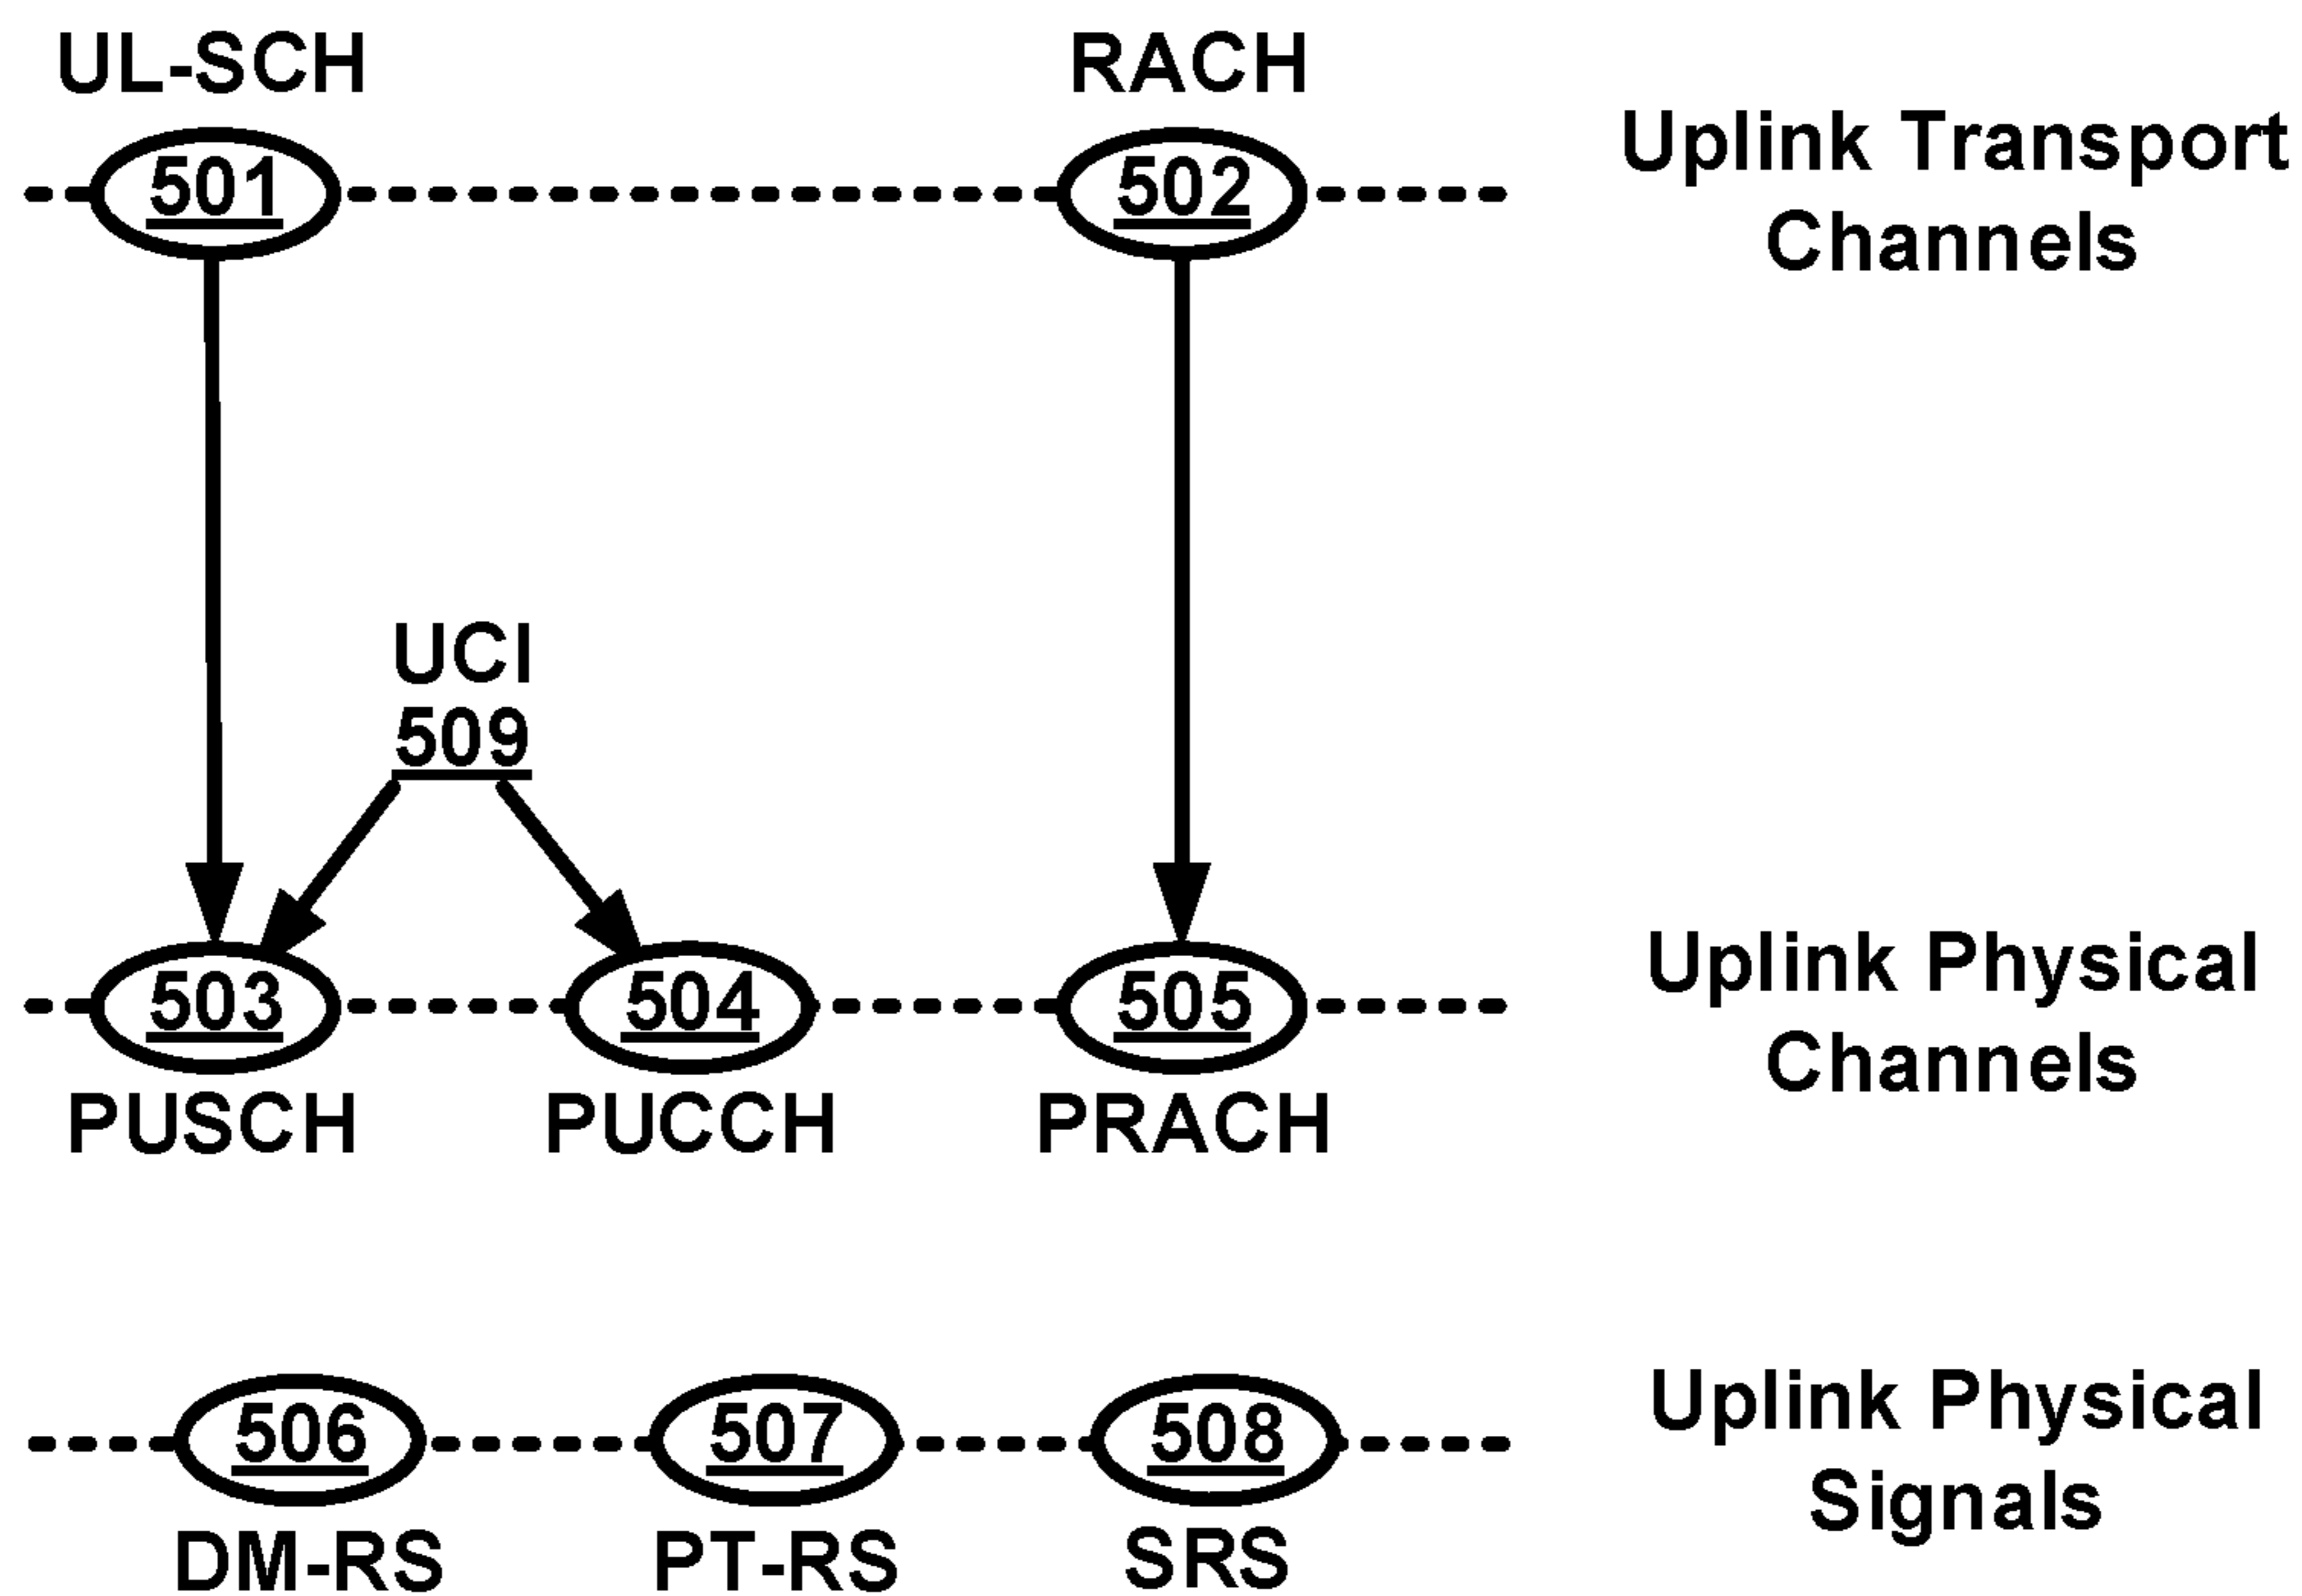 UL-SCH
RACH
501
502
Uplink Transport
Channels
UCI
509
503
504
505
Uplink Physical
Channels
PUSCH
PUCCH
PRACH
506
507
508
Uplink Physical
Signals
DM-RS
PT-RS
SRS